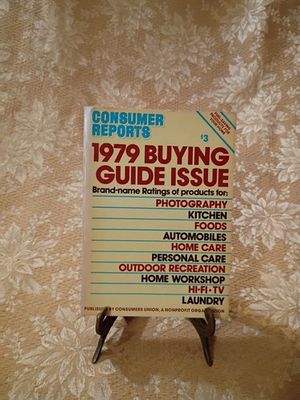 CONSUMER
REPORTS
$3
1979 BUYING
GUIDE ISSUE
Brand-name Ratings of products for:
PHOTOGRAPHY
KITCHEN
FOODS
AUTOMOBILES
HOME CARE
PERSONAL CARE
OUTDOOR RECREATION
HOME WORKSHOP
HI-FI • TV
LAUNDRY
PUBLISHED BY CONSUMERS UNION, A NONPROFIT ORGANIZATION